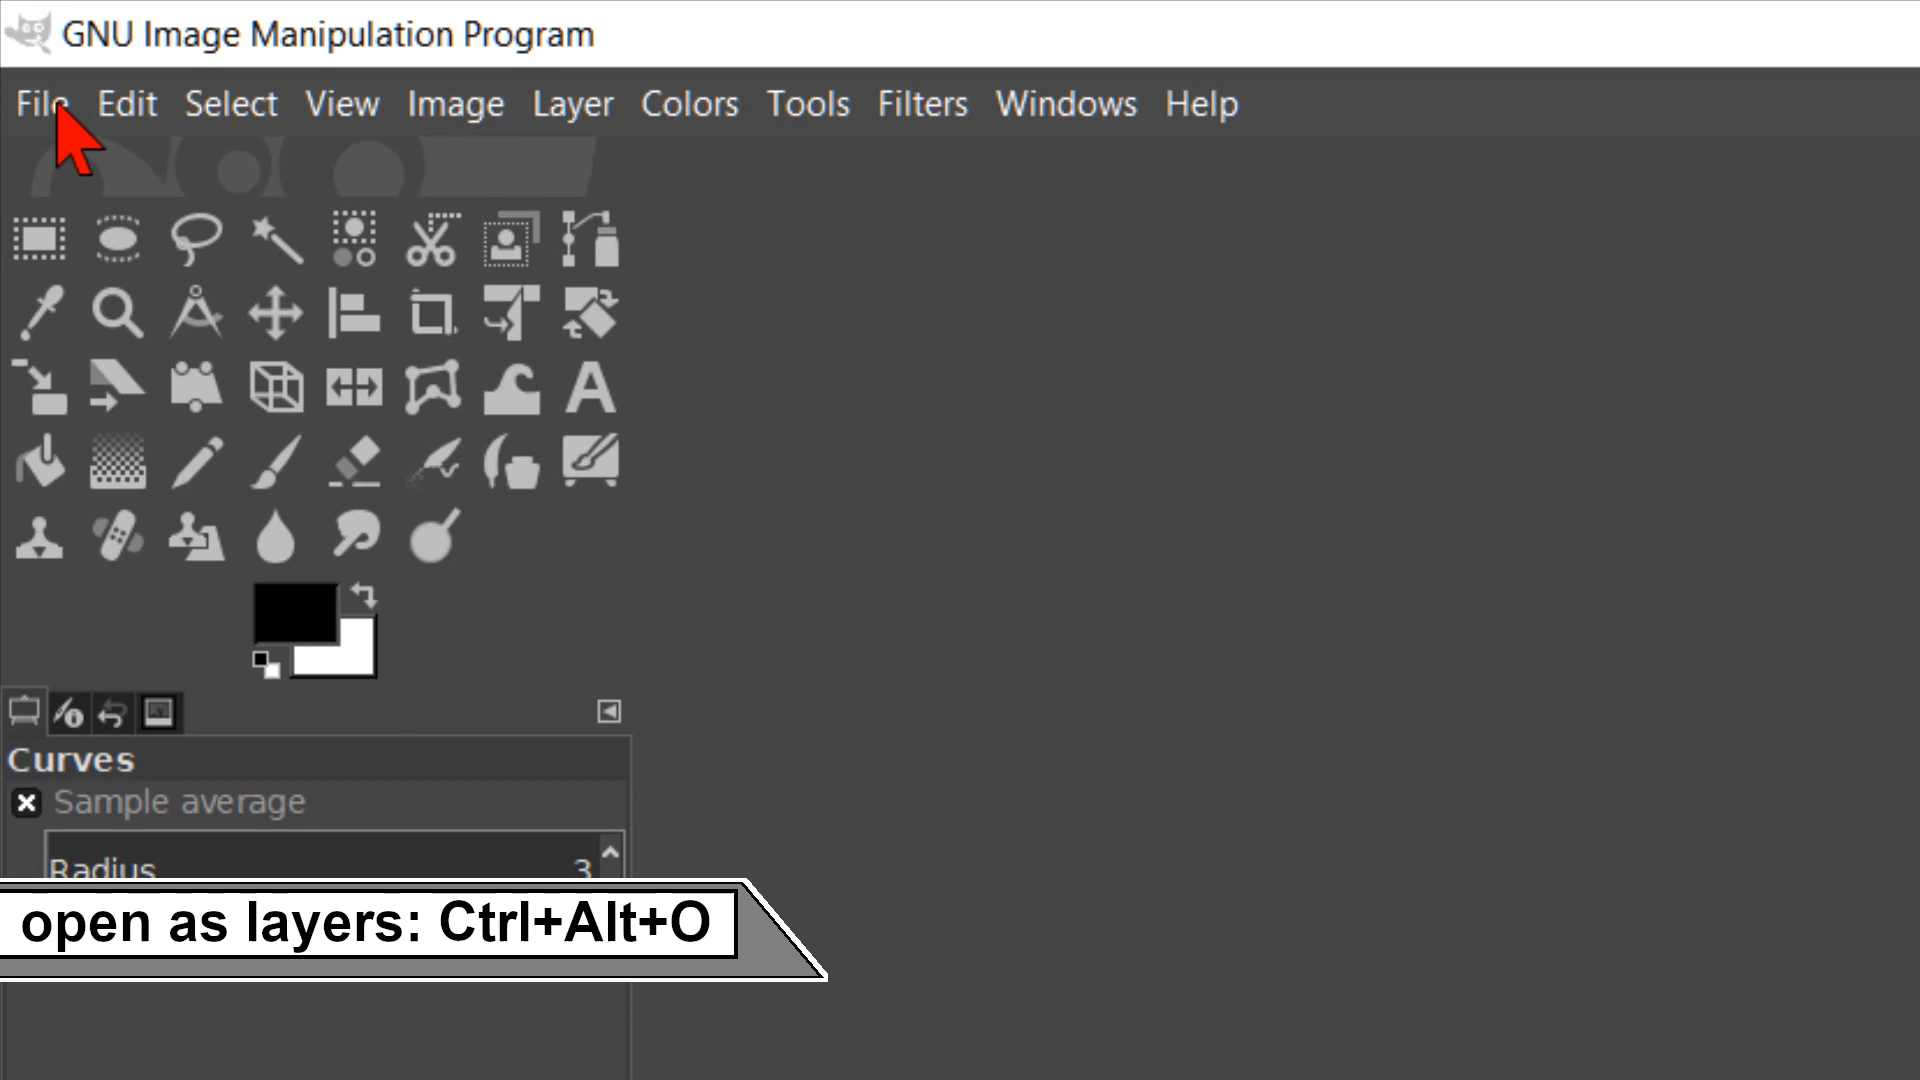 GNU Image Manipulation Program
File Edit Select View Image Layer Colors Tools Filters Windows Help
Curves
Sample average
Radius 3
open as layers: Ctrl+Alt+O